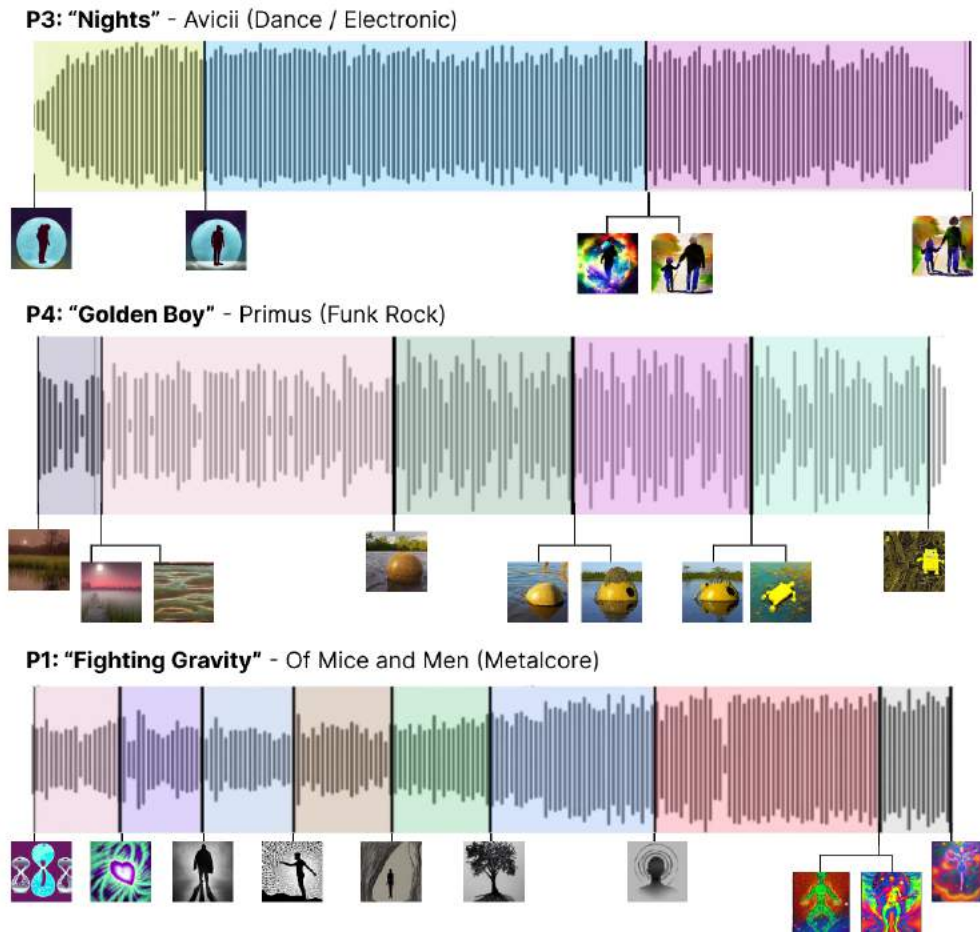 P3: “Nights” - Avicii (Dance / Electronic)
P4: “Golden Boy” - Primus (Funk Rock)
P1: “Fighting Gravity” - Of Mice and Men (Metalcore)